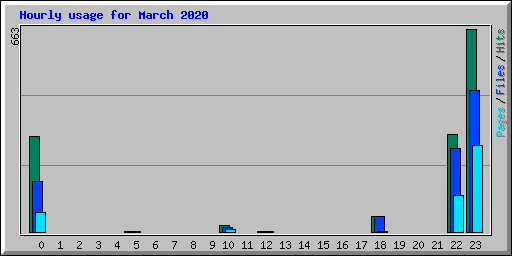 Hourly usage for March 2020
663
Pages/Files/Hits
0 1 2 3 4 5 6 7 8 9 10 11 12 13 14 15 16 17 18 19 20 21 22 23